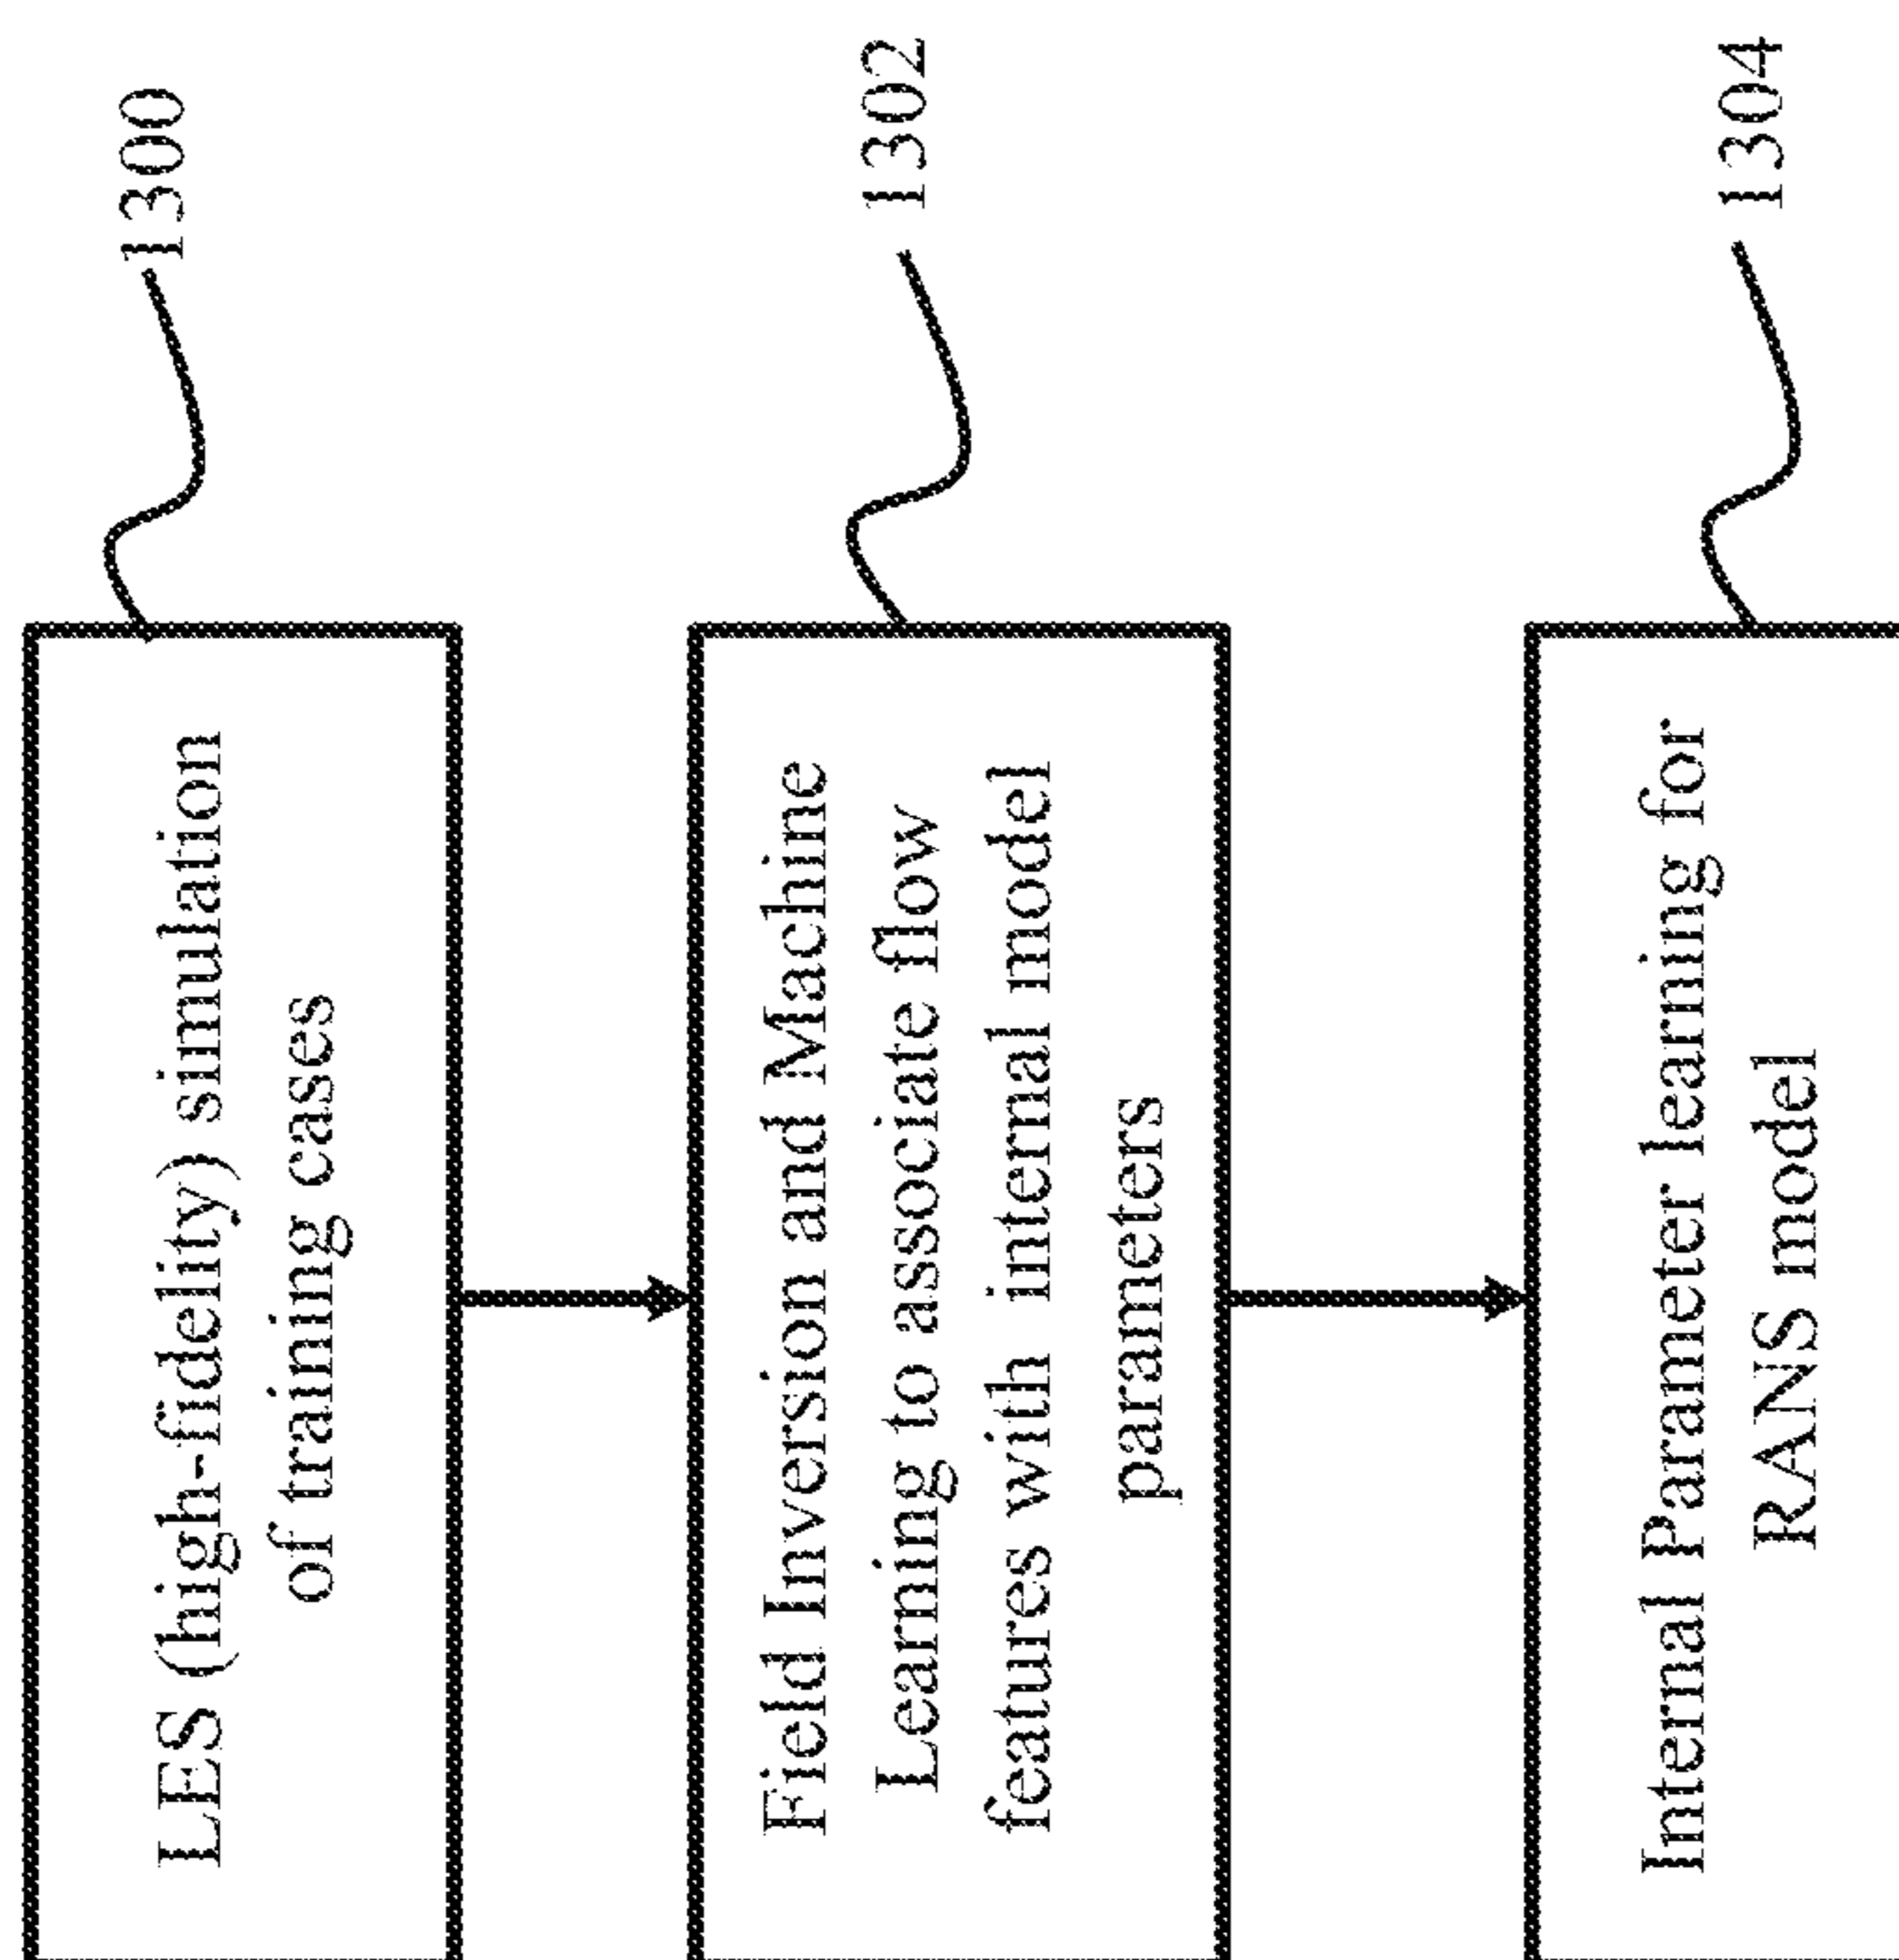 LES (high-fidelity) simulation
of training cases
1300
Field Inversion and Machine
Learning to associate flow
features with internal model
parameters
1302
Internal Parameter learning for
RANS model
1304